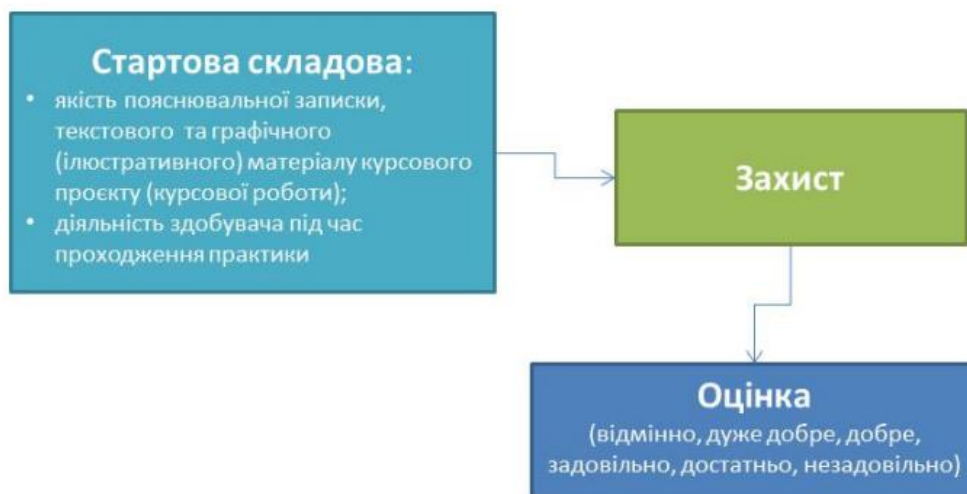 Стартова складова:
• якість пояснювальної записки,
текстового та графічного
(ілюстративного) матеріалу курсового
проєкту (курсової роботи);
• діяльність здобувача під час
проходження практики
Захист
Оцінка
(відмінно, дуже добре, добре,
задовільно, достатньо, незадовільно)